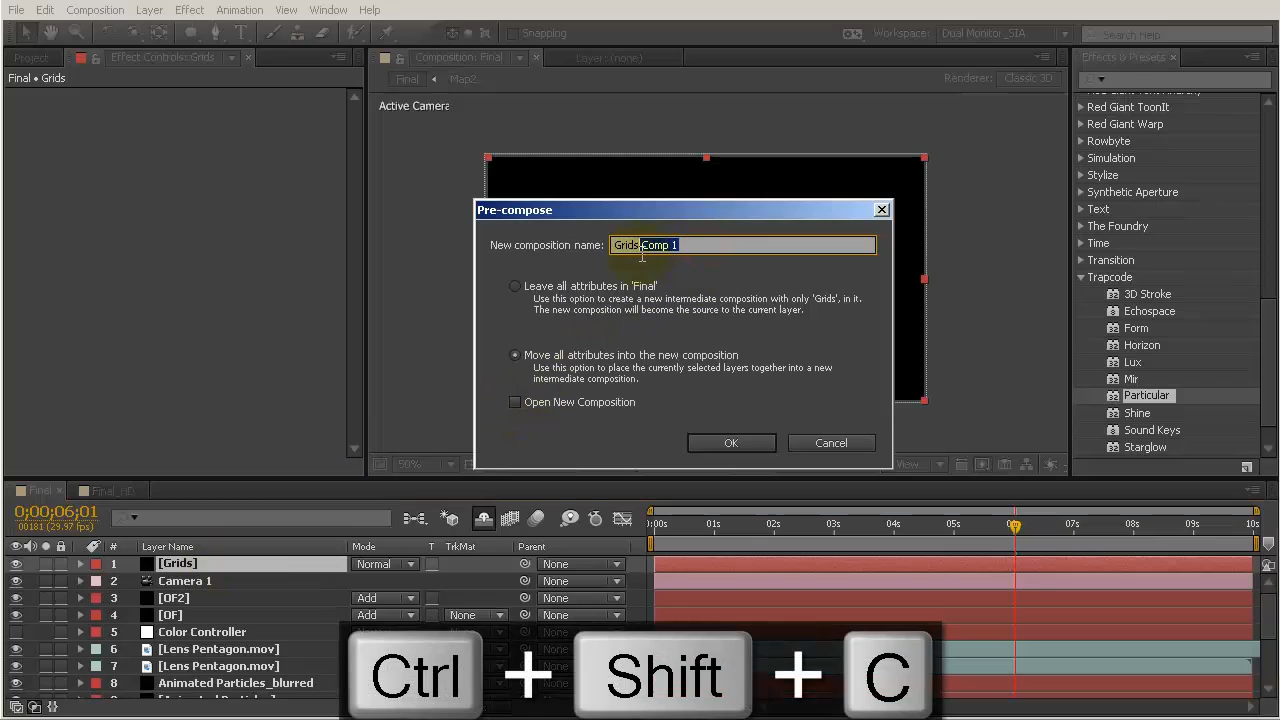 File Edit Composition Layer Effect Animation View Window Help
Snapping
Workspace: Dual Monitor_SIA
Search Help
Project
Effect Controls: Grids
Composition: Final
Layer: (none)
Effects & Presets
Final • Grids
Final
Map2
Renderer: Classic 3D
Active Camera
Red Giant ToonIt
Red Giant Warp
Rowbyte
Simulation
Stylize
Synthetic Aperture
Text
The Foundry
Time
Transition
Trapcode
3D Stroke
Echospace
Form
Horizon
Lux
Mir
Particular
Shine
Sound Keys
Starglow
Pre-compose
New composition name: Grids Comp 1
Leave all attributes in 'Final'
Use this option to create a new intermediate composition with only 'Grids', in it.
The new composition will become the source to the current layer.
Move all attributes into the new composition
Use this option to place the currently selected layers together into a new
intermediate composition.
Open New Composition
OK Cancel
50%
View
Final
Final_HD
0;00;06;01
00181 (29.97 fps)
:00s 01s 02s 03s 04s 05s 07s 08s 09s 10s
# Layer Name Mode T TrkMat Parent
1 [Grids] Normal None
2 Camera 1 None
3 [OF2] Add None
4 [OF] Add None None
5 Color Controller
6 [Lens Pentagon.mov]
7 [Lens Pentagon.mov]
8 Animated Particles_blurred
Ctrl + Shift + C